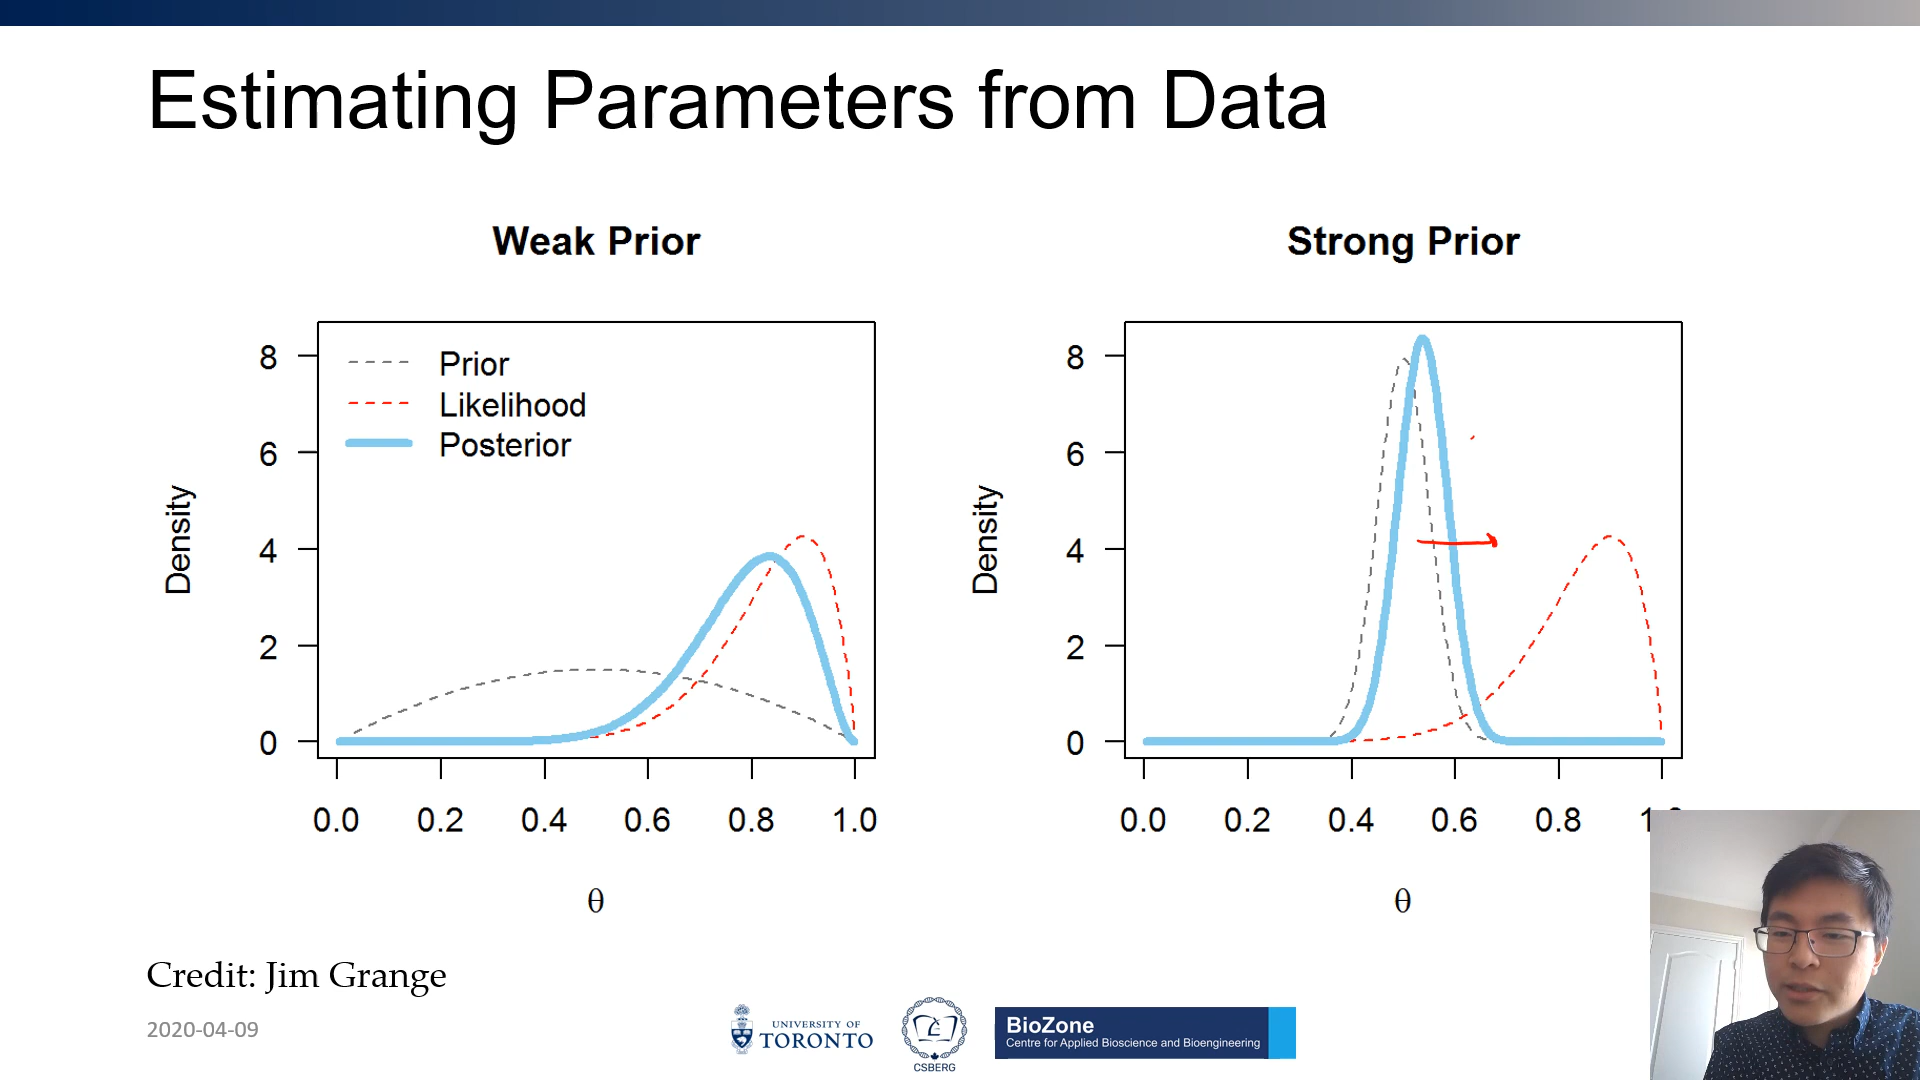 Estimating Parameters from Data
Weak Prior
Strong Prior
Prior
Likelihood
Posterior
Density
8
6
4
2
0
0.0 0.2 0.4 0.6 0.8 1.0
θ
Density
8
6
4
2
0
0.0 0.2 0.4 0.6 0.8
θ
Credit: Jim Grange
2020-04-09
UNIVERSITY OF
TORONTO
CSBERG
BioZone
Centre for Applied Bioscience and Bioengineering